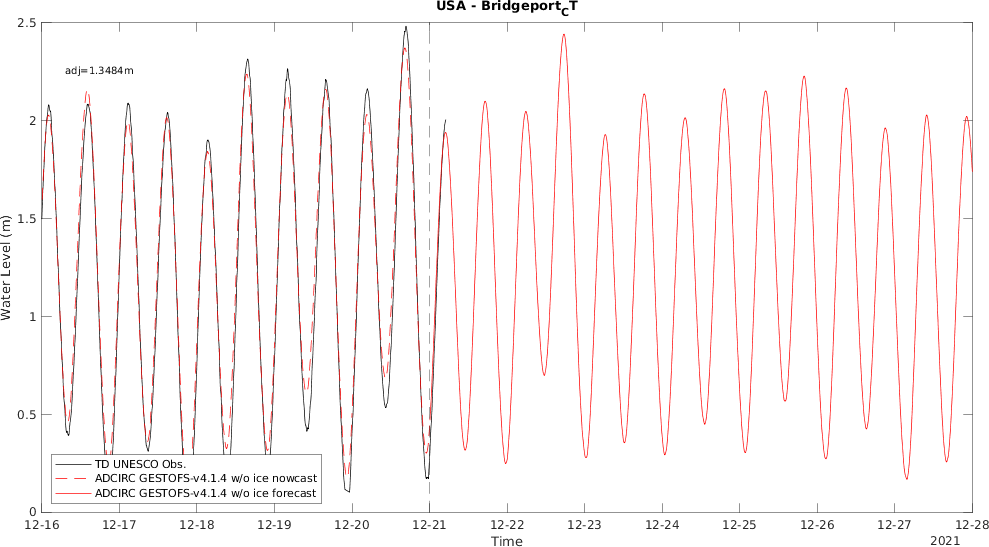 USA - Bridgeport_CT
2.5
adj=1.3484m
2
1.5
1
0.5
0
Water Level (m)
TD UNESCO Obs.
ADCIRC GESTOFS-v4.1.4 w/o ice nowcast
ADCIRC GESTOFS-v4.1.4 w/o ice forecast
12-16 12-17 12-18 12-19 12-20 12-21 12-22 12-23 12-24 12-25 12-26 12-27 12-28
Time
2021